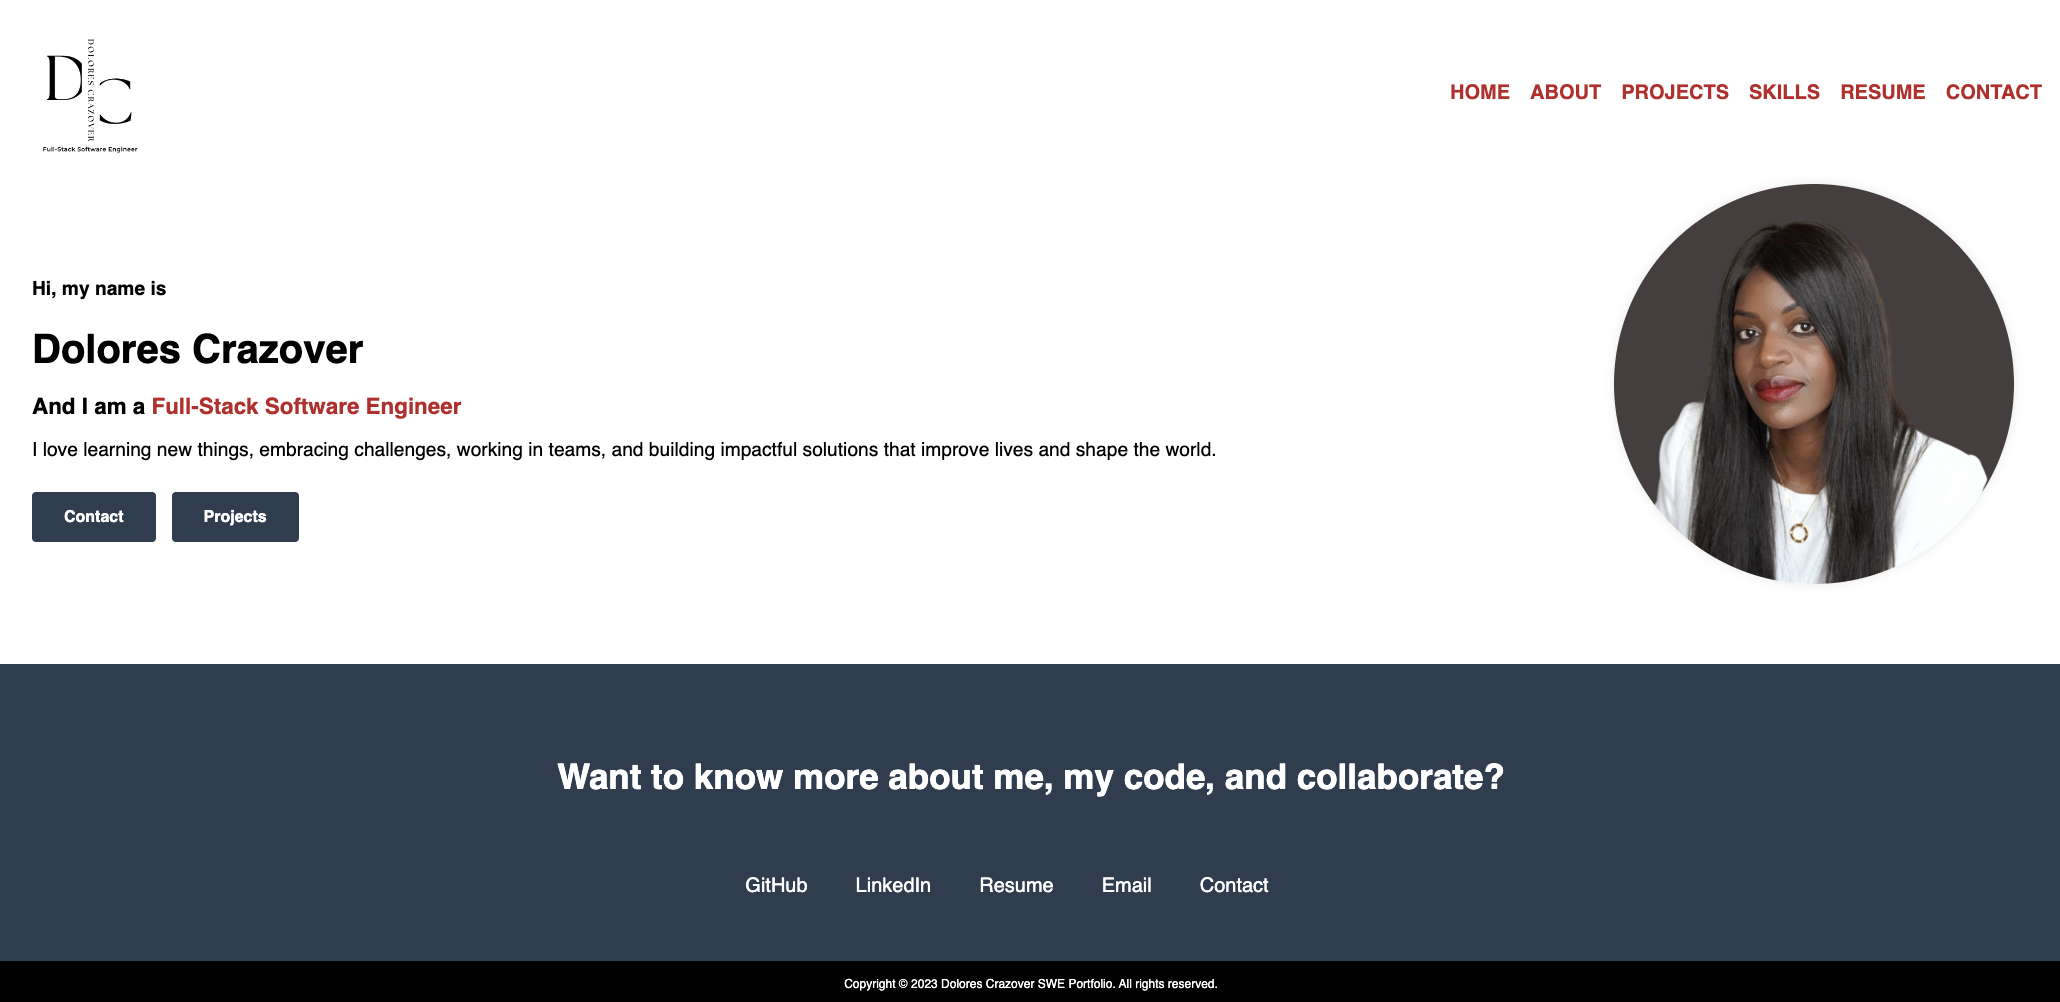 D
DOLORES CRAZOVER
C
Full-Stack Software Engineer
HOME ABOUT PROJECTS SKILLS RESUME CONTACT
Hi, my name is
Dolores Crazover
And I am a Full-Stack Software Engineer
I love learning new things, embracing challenges, working in teams, and building impactful solutions that improve lives and shape the world.
Contact Projects
Want to know more about me, my code, and collaborate?
GitHub LinkedIn Resume Email Contact
Copyright © 2023 Dolores Crazover SWE Portfolio. All rights reserved.